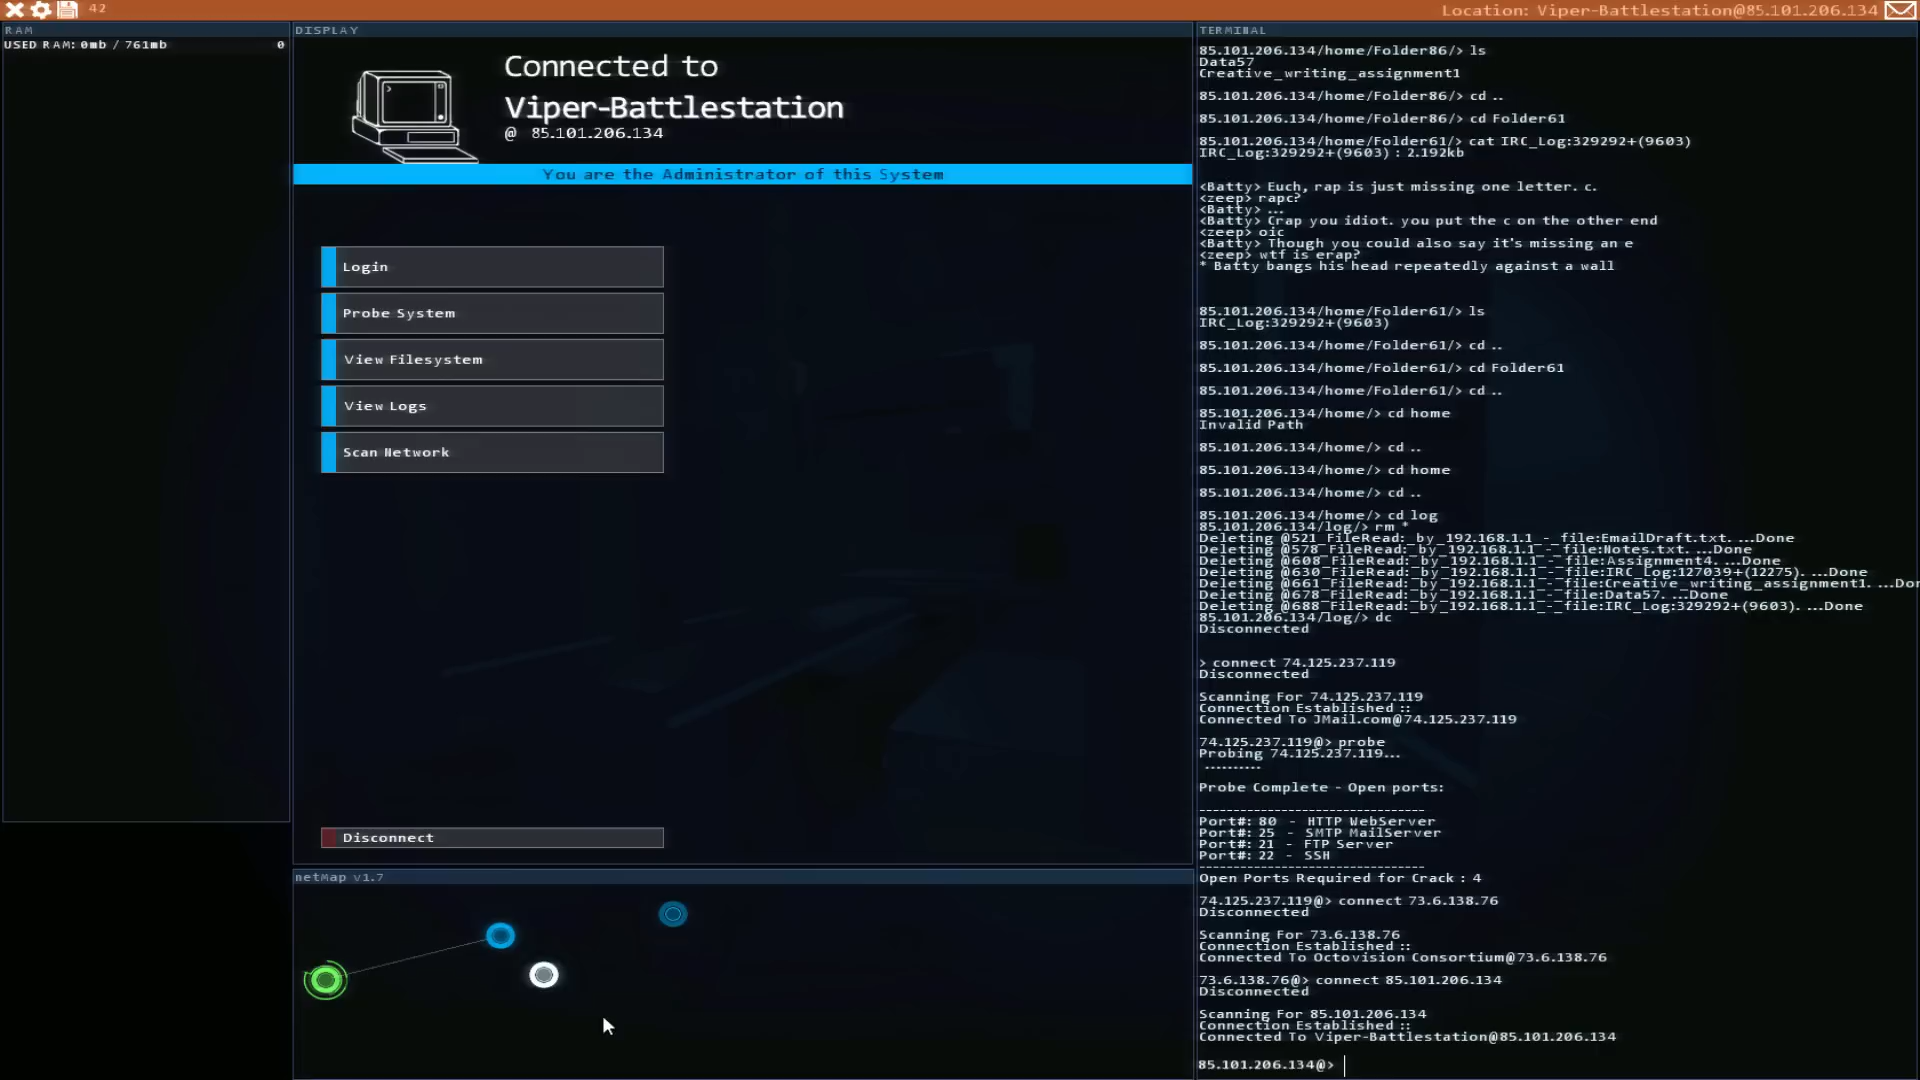 42
Location: Viper-Battlestation@85.101.206.134
RAM
USED RAM: 0mb / 761mb
0
DISPLAY
Connected to
Viper-Battlestation
@ 85.101.206.134
You are the Administrator of this System
Login
Probe System
View Filesystem
View Logs
Scan Network
Disconnect
netMap v1.7
TERMINAL
85.101.206.134/home/Folder86/> ls
Data57
Creative_writing_assignment1
85.101.206.134/home/Folder86/> cd ..
85.101.206.134/home/> cd Folder61
85.101.206.134/home/Folder61/> cat IRC_Log:329292+(9603)
IRC_Log:329292+(9603) : 2.192kb
<Batty> Euch, rap is just missing one letter. c.
<zeep> rapc?
<Batty> ...
<Batty> Crap you idiot. you put the c on the other end
<zeep> oic
<Batty> Though you could also say it's missing an e
<zeep> wtf is erap?
* Batty bangs his head repeatedly against a wall
85.101.206.134/home/Folder61/> ls
IRC_Log:329292+(9603)
85.101.206.134/home/Folder61/> cd ..
85.101.206.134/home/Folder61/> cd Folder61
85.101.206.134/home/Folder61/> cd ..
85.101.206.134/home/> cd home
Invalid Path
85.101.206.134/home/> cd ..
85.101.206.134/home/> cd home
85.101.206.134/home/> cd ..
85.101.206.134/home/> cd log
85.101.206.134/log/> rm *
Deleting @521_FileRead:_by_192.168.1.1_-_file:EmailDraft.txt. ...Done
Deleting @578_FileRead:_by_192.168.1.1_-_file:Notes.txt. ...Done
Deleting @608_FileRead:_by_192.168.1.1_-_file:Assignment4. ...Done
Deleting @630_FileRead:_by_192.168.1.1_-_file:IRC_Log:127039+(12275). ...Done
Deleting @661_FileRead:_by_192.168.1.1_-_file:Creative_writing_assignment1. ...Don
Deleting @678_FileRead:_by_192.168.1.1_-_file:Data57. ...Done
Deleting @688_FileRead:_by_192.168.1.1_-_file:IRC_Log:329292+(9603). ...Done
85.101.206.134/log/> dc
Disconnected
> connect 74.125.237.119
Disconnected
Scanning For 74.125.237.119
Connection Established ::
Connected To JMail.com@74.125.237.119
74.125.237.119@> probe
Probing 74.125.237.119...
..........
Probe Complete - Open ports:
---------------------------------
Port#: 80 - HTTP WebServer
Port#: 25 - SMTP MailServer
Port#: 21 - FTP Server
Port#: 22 - SSH
---------------------------------
Open Ports Required for Crack : 4
74.125.237.119@> connect 73.6.138.76
Disconnected
Scanning For 73.6.138.76
Connection Established ::
Connected To Octovision Consortium@73.6.138.76
73.6.138.76@> connect 85.101.206.134
Disconnected
Scanning For 85.101.206.134
Connection Established ::
Connected To Viper-Battlestation@85.101.206.134
85.101.206.134@>